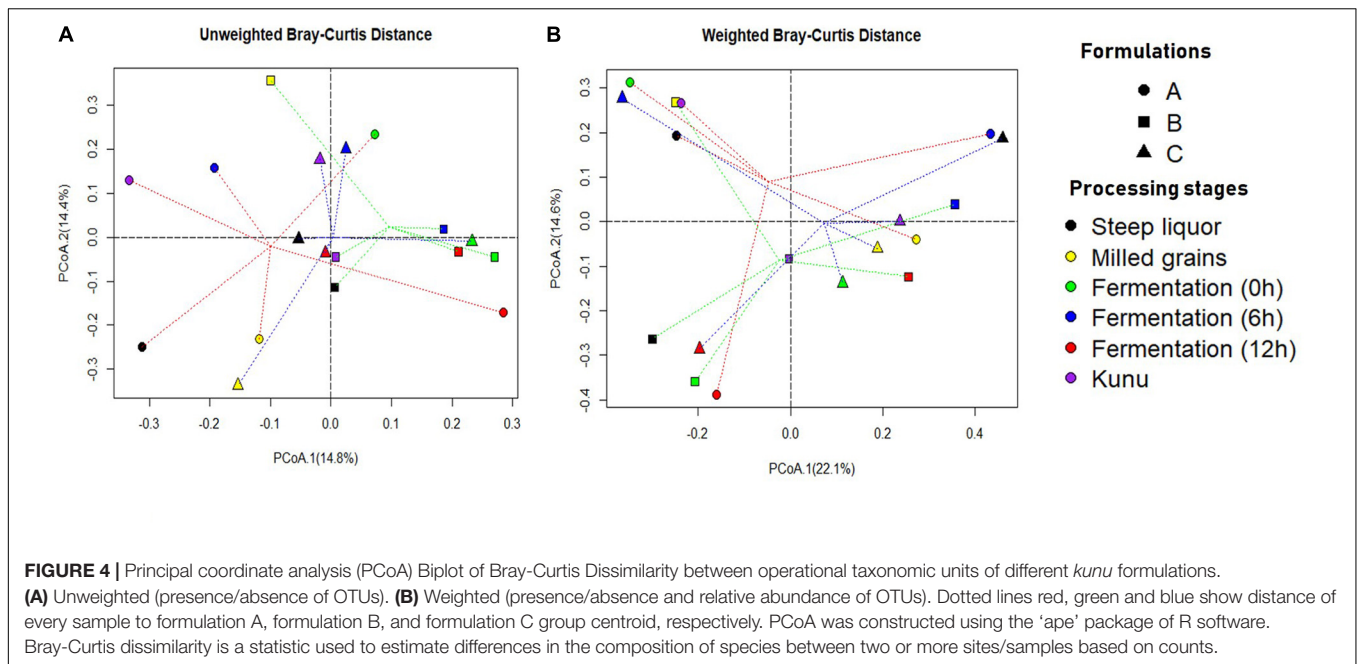 A
Unweighted Bray-Curtis Distance
PCoA.2(14.4%)
0.3
0.2
0.1
0.0
-0.1
-0.2
-0.3
-0.3 -0.2 -0.1 0.0 0.1 0.2 0.3
PCoA.1(14.8%)
B
Weighted Bray-Curtis Distance
PCoA.2(14.6%)
0.3
0.2
0.1
0.0
-0.1
-0.2
-0.3
-0.4
-0.2 0.0 0.2 0.4
PCoA.1(22.1%)
Formulations
A
B
C
Processing stages
Steep liquor
Milled grains
Fermentation (0h)
Fermentation (6h)
Fermentation (12h)
Kunu
FIGURE 4 | Principal coordinate analysis (PCoA) Biplot of Bray-Curtis Dissimilarity between operational taxonomic units of different kunu formulations.
(A) Unweighted (presence/absence of OTUs). (B) Weighted (presence/absence and relative abundance of OTUs). Dotted lines red, green and blue show distance of
every sample to formulation A, formulation B, and formulation C group centroid, respectively. PCoA was constructed using the 'ape' package of R software.
Bray-Curtis dissimilarity is a statistic used to estimate differences in the composition of species between two or more sites/samples based on counts.